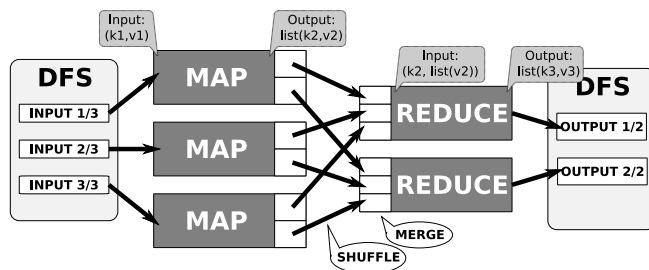 Input:
(k1,v1)
Output:
list(k2,v2)
DFS
INPUT 1/3
INPUT 2/3
INPUT 3/3
MAP
MAP
MAP
Input:
(k2, list(v2))
Output:
list(k3,v3)
REDUCE
REDUCE
DFS
OUTPUT 1/2
OUTPUT 2/2
MERGE
SHUFFLE